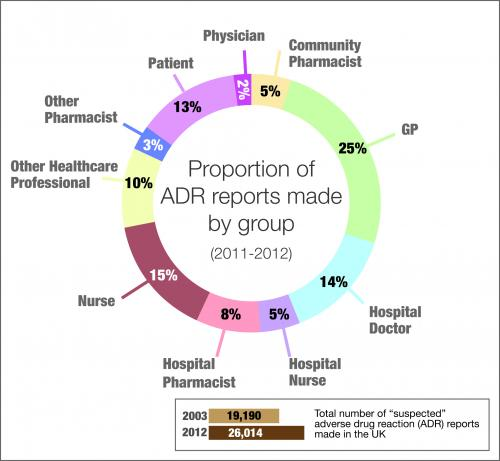 Physician
2%
Community
Pharmacist
5%
Patient
13%
GP
25%
Other
Pharmacist
3%
Other Healthcare
Professional
10%
Proportion of
ADR reports made
by group
(2011-2012)
Nurse
15%
14%
Hospital
Doctor
8%
Hospital
Pharmacist
5%
Hospital
Nurse
2003 19,190
2012 26,014
Total number of “suspected”
adverse drug reaction (ADR) reports
made in the UK